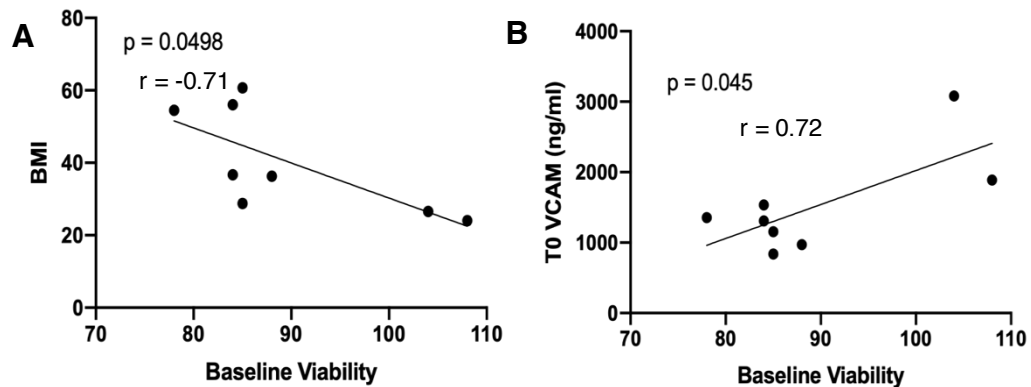 A
p = 0.0498
r = -0.71
BMI
80
60
40
20
0
70 80 90 100 110
Baseline Viability
B
p = 0.045
r = 0.72
T0 VCAM (ng/ml)
4000
3000
2000
1000
0
70 80 90 100 110
Baseline Viability